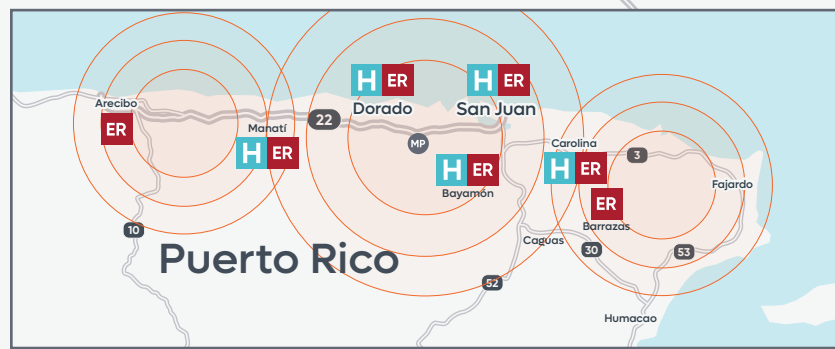 H ER
Dorado
H ER
San Juan
Arecibo
ER
22
Manatí
H ER
MP
H ER
Bayamón
Carolina
H ER
3
Fajardo
ER
Barrazas
10
Puerto Rico
Caguas
30
53
52
Humacao